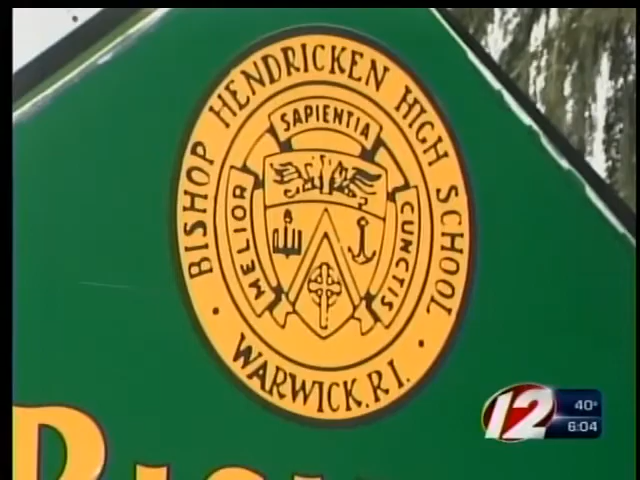 BISHOP HENDRICKEN HIGH SCHOOL
SAPIENTIA
MELIOR
CUNCTIS
WARWICK. R.I.
12
40°
6:04